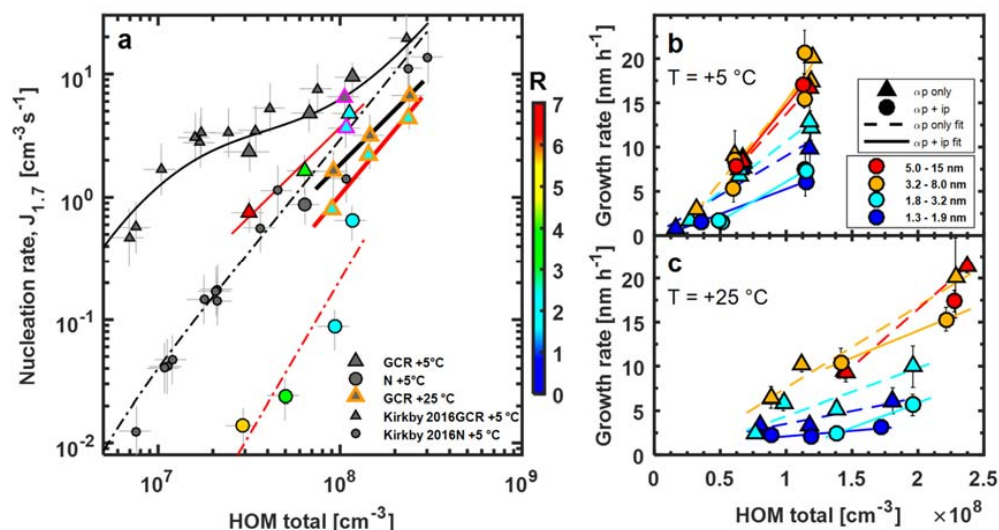 a
Nucleation rate, J1.7 [cm-3 s-1]
10^1
10^0
10^-1
10^-2
10^7
10^8
10^9
HOM total [cm-3]
GCR +5°C
N +5°C
GCR +25 °C
Kirkby 2016GCR +5 °C
Kirkby 2016N +5 °C
R
7
6
5
4
3
2
1
0
b
T = +5 °C
Growth rate [nm h-1]
20
15
10
5
0
αp only
αp + ip
αp only fit
αp + ip fit
5.0 - 15 nm
3.2 - 8.0 nm
1.8 - 3.2 nm
1.3 - 1.9 nm
c
T = +25 °C
Growth rate [nm h-1]
20
15
10
5
0
0
0.5
1.0
1.5
2.0
2.5
HOM total [cm-3]
×10^8